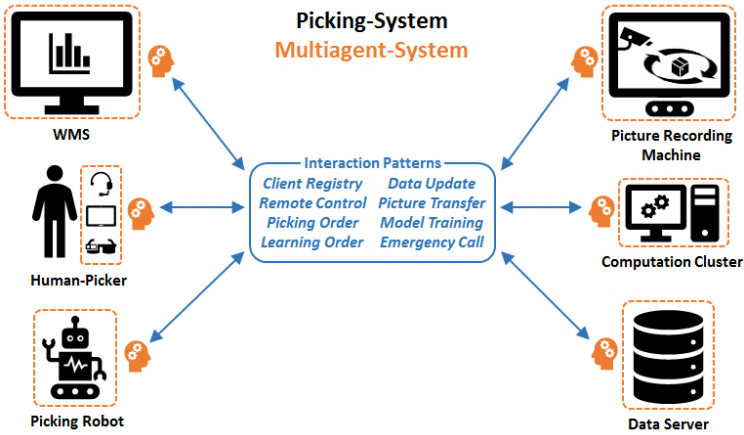 Picking-System
Multiagent-System
WMS
Picture Recording
Machine
Interaction Patterns
Client Registry Data Update
Remote Control Picture Transfer
Picking Order Model Training
Learning Order Emergency Call
Human-Picker
Computation Cluster
Picking Robot
Data Server